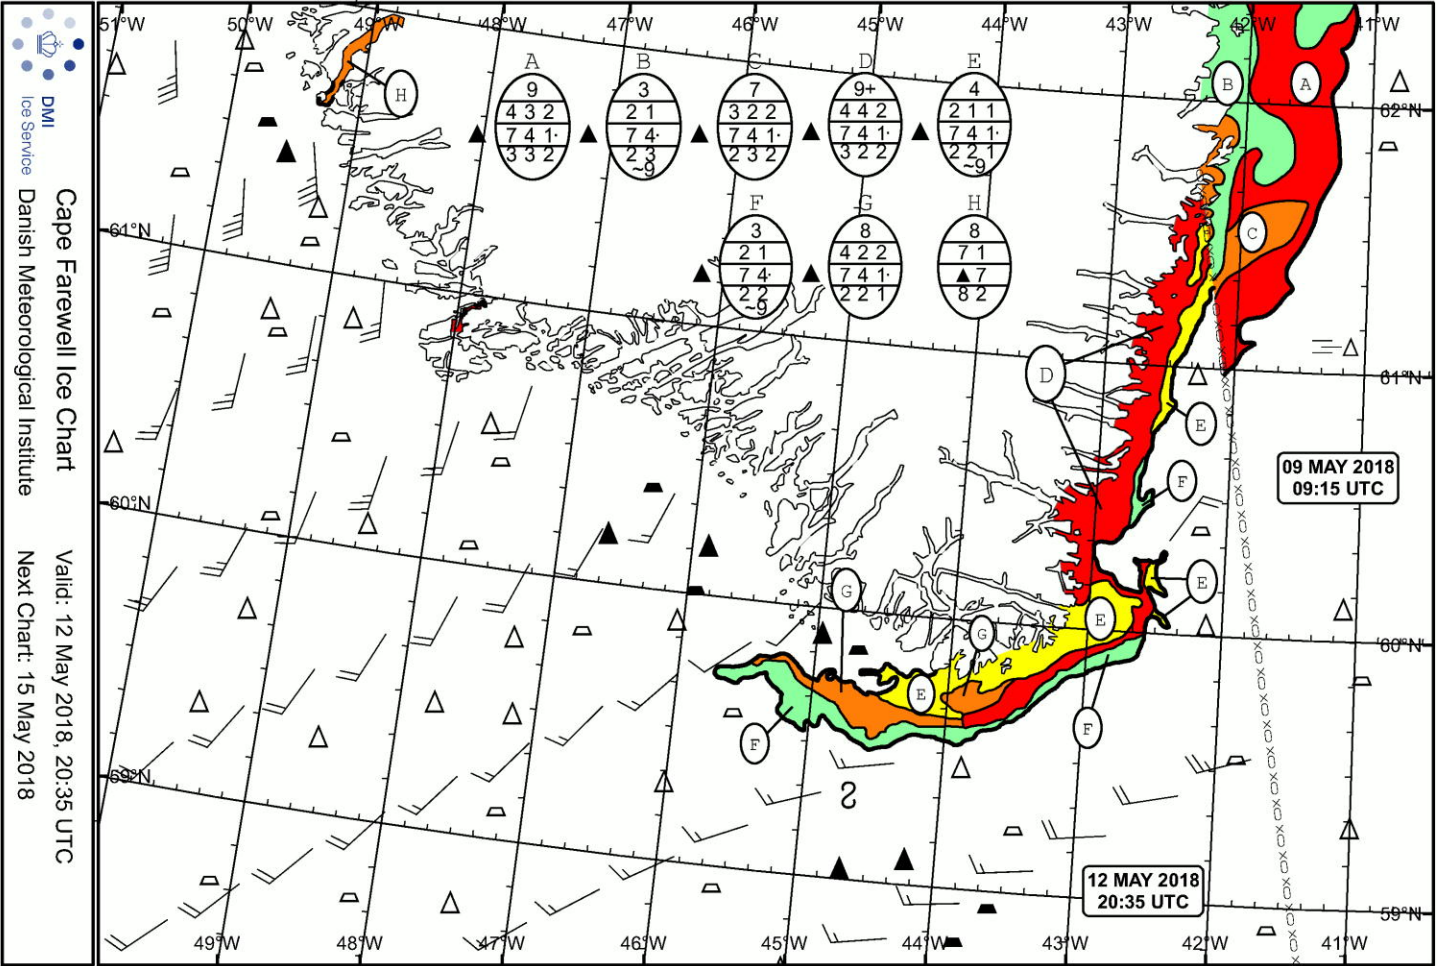 DMI
Ice Service
Cape Farewell Ice Chart
Danish Meteorological Institute
Valid: 12 May 2018, 20:35 UTC
Next Chart: 15 May 2018
51°W 50°W 49°W 48°W 47°W 46°W 45°W 44°W 43°W 42°W 41°W
A B C D E
9 3 7 9+ 4
4 3 2 2 1 3 2 2 4 4 2 2 1 1
7 4 1· 7 4· 7 4 1· 7 4 1· 7 4 1·
3 3 2 2 3 2 3 2 3 2 2 2 2 1
~9 ~9
F G H
3 8 8
2 1 4 2 2 7 1
7 4· 7 4 1· ▲ 7
2 2 2 2 1 8 2
~9
H
B
A
62°N
C
61°N
D
61°N
E
09 MAY 2018
09:15 UTC
F
60°N
E
G
E
G
60°N
E
F
F
59°N
12 MAY 2018
20:35 UTC
59°N
49°W 48°W 47°W 46°W 45°W 44°W 43°W 42°W 41°W